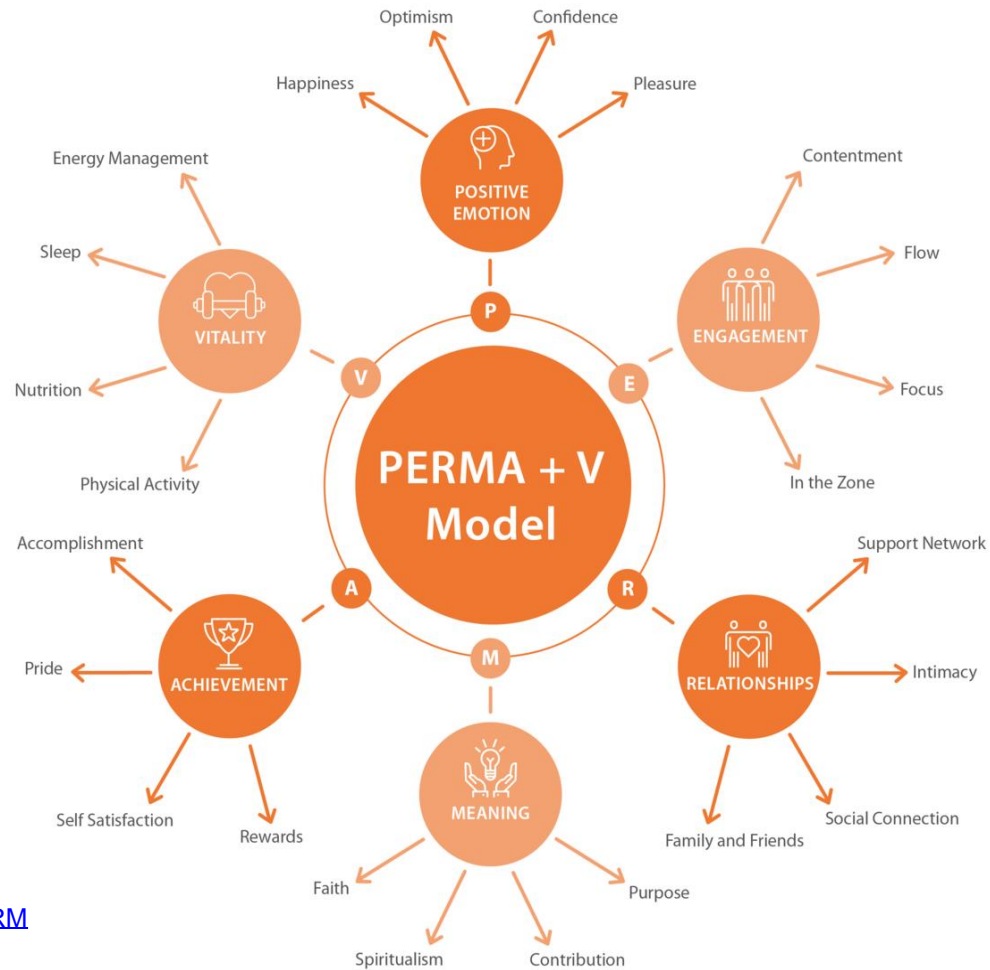 Optimism
Confidence
Happiness
Pleasure
POSITIVE
EMOTION
Energy Management
Sleep
VITALITY
Nutrition
Physical Activity
Contentment
Flow
ENGAGEMENT
Focus
In the Zone
P
V
E
PERMA + V
Model
A
R
M
Accomplishment
Pride
ACHIEVEMENT
Self Satisfaction
Rewards
Support Network
RELATIONSHIPS
Intimacy
Family and Friends
Social Connection
MEANING
Faith
Purpose
Spiritualism
Contribution
RM